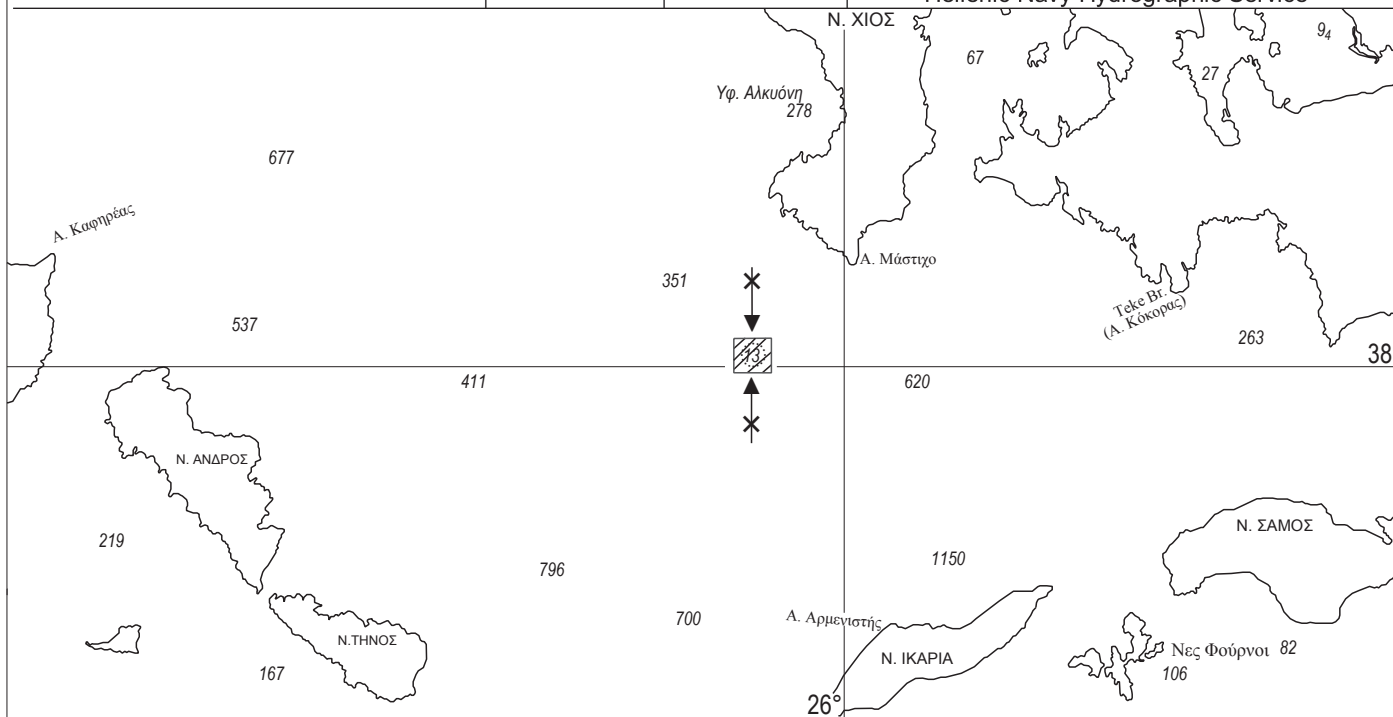 Hellenic Navy Hydrographic Service
Ν. ΧΙΟΣ
67
9₄
27
Υφ. Αλκυόνη
278
677
Α. Καφηρέας
Α. Μάστιχο
351
Teke Br.
(Α. Κόκορας)
537
263
13
38
411
620
Ν. ΑΝΔΡΟΣ
Ν. ΣΑΜΟΣ
219
1150
796
Α. Αρμενιστής
700
Ν.ΤΗΝΟΣ
Ν. ΙΚΑΡΙΑ
Νες Φούρνοι
82
167
106
26°